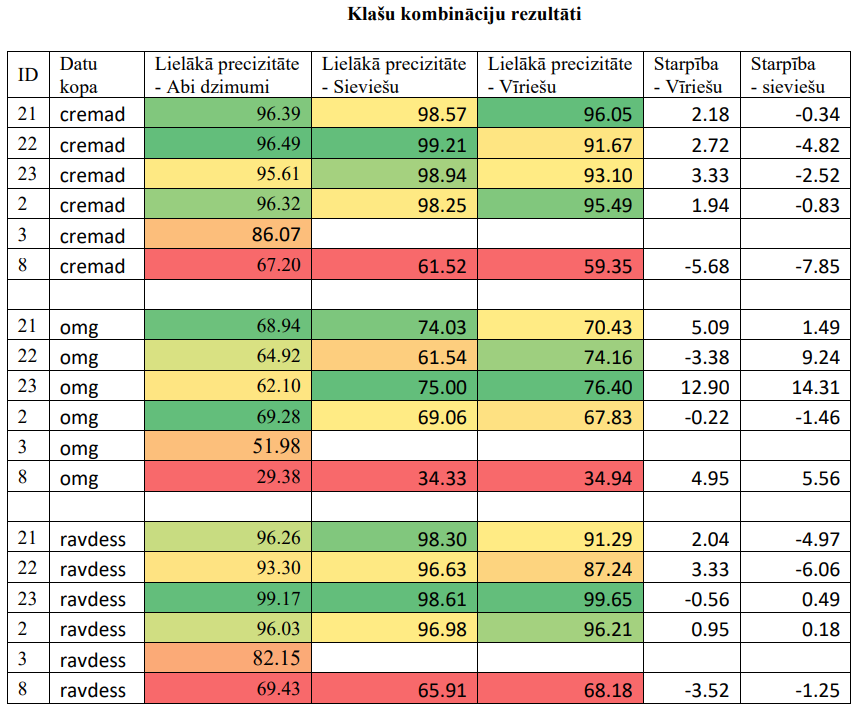 Klašu kombināciju rezultāti
ID Datu kopa Lielākā precizitāte - Abi dzimumi Lielākā precizitāte - Sieviešu Lielākā precizitāte - Vīriešu Starpība - Vīriešu Starpība - sieviešu
21 cremad 96.39 98.57 96.05 2.18 -0.34
22 cremad 96.49 99.21 91.67 2.72 -4.82
23 cremad 95.61 98.94 93.10 3.33 -2.52
2 cremad 96.32 98.25 95.49 1.94 -0.83
3 cremad 86.07
8 cremad 67.20 61.52 59.35 -5.68 -7.85
21 omg 68.94 74.03 70.43 5.09 1.49
22 omg 64.92 61.54 74.16 -3.38 9.24
23 omg 62.10 75.00 76.40 12.90 14.31
2 omg 69.28 69.06 67.83 -0.22 -1.46
3 omg 51.98
8 omg 29.38 34.33 34.94 4.95 5.56
21 ravdess 96.26 98.30 91.29 2.04 -4.97
22 ravdess 93.30 96.63 87.24 3.33 -6.06
23 ravdess 99.17 98.61 99.65 -0.56 0.49
2 ravdess 96.03 96.98 96.21 0.95 0.18
3 ravdess 82.15
8 ravdess 69.43 65.91 68.18 -3.52 -1.25